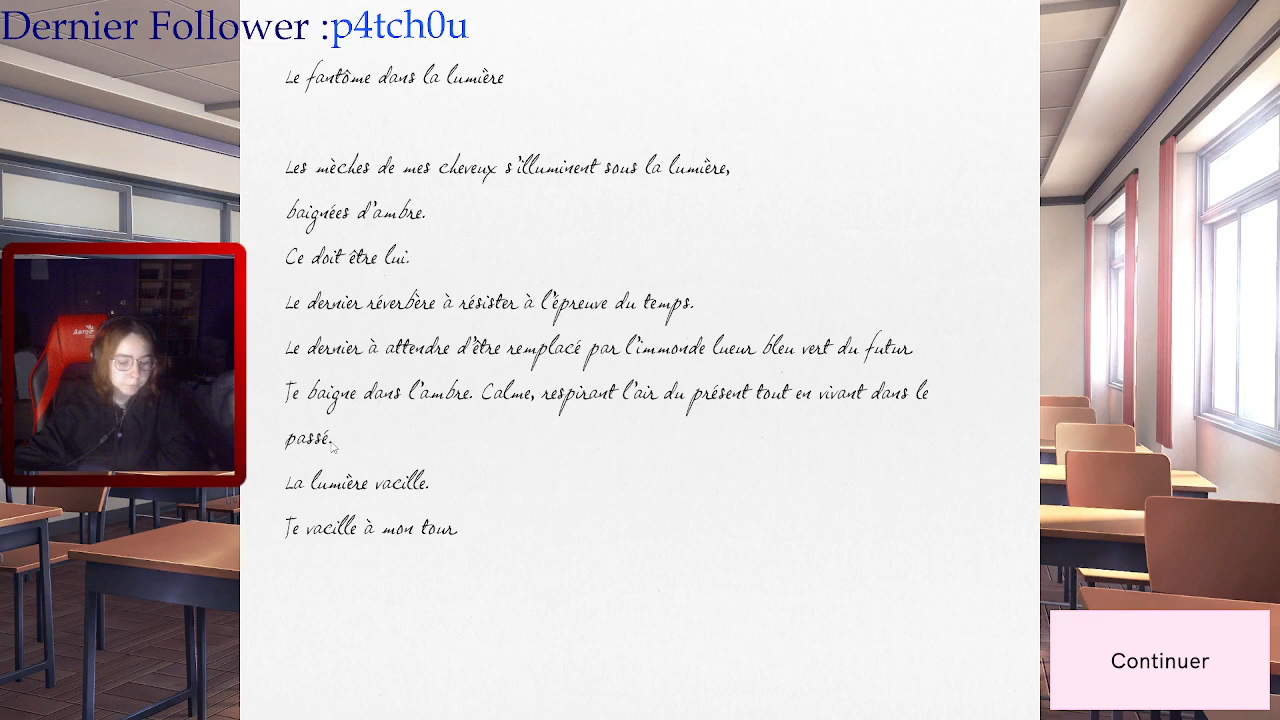 Dernier Follower :p4tch0u
Le fantôme dans la lumière
Les mèches de mes cheveux s'illuminent sous la lumière,
baignées d'ambre.
Ce doit être lui.
Le dernier réverbère à résister à l'épreuve du temps.
Le dernier à attendre d'être remplacé par l'immonde lueur bleu vert du futur
Je baigne dans l'ambre. Calme, respirant l'air du présent tout en vivant dans le
passé.
La lumière vacille.
Je vacille à mon tour
Continuer